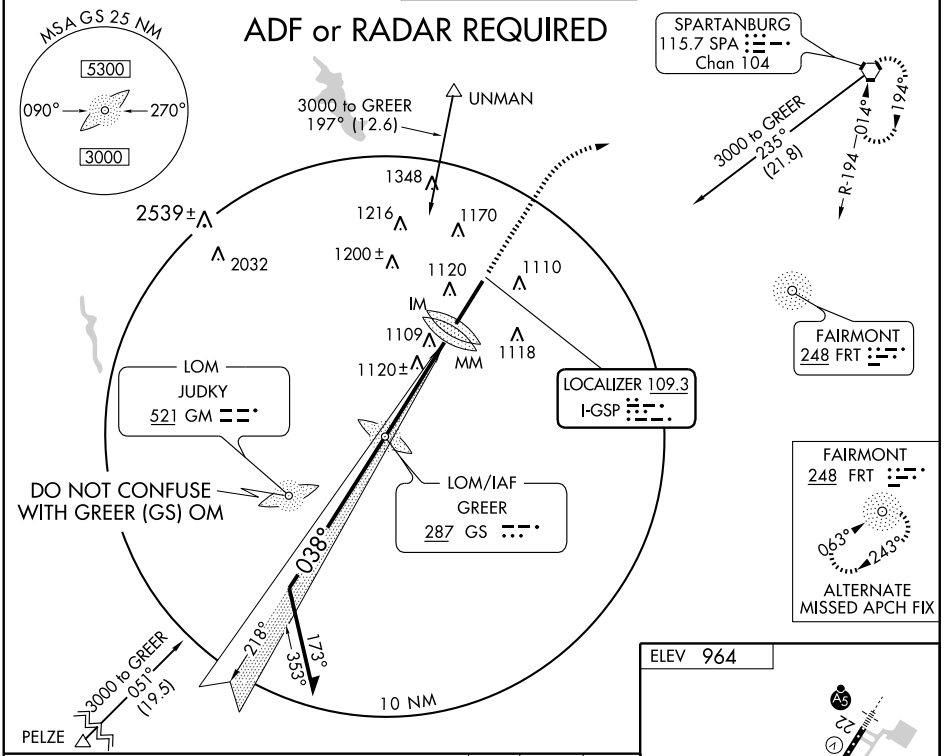 MSA GS 25 NM
5300
090°
270°
3000
ADF or RADAR REQUIRED
SPARTANBURG
115.7 SPA
Chan 104
3000 to GREER
197° (12.6)
UNMAN
3000 to GREER
235°
(21.8)
R-194
014°
194°
1348
2539 ±
1216
1170
2032
1200 ±
1120
1110
IM
1109
1118
1120 ±
MM
FAIRMONT
248 FRT
LOM
JUDKY
521 GM
LOCALIZER 109.3
I-GSP
DO NOT CONFUSE
WITH GREER (GS) OM
LOM/IAF
GREER
287 GS
FAIRMONT
248 FRT
063°
243°
ALTERNATE
MISSED APCH FIX
038°
218°
353°
173°
3000 to GREER
051°
(19.5)
PELZE
10 NM
ELEV 964
A5
22